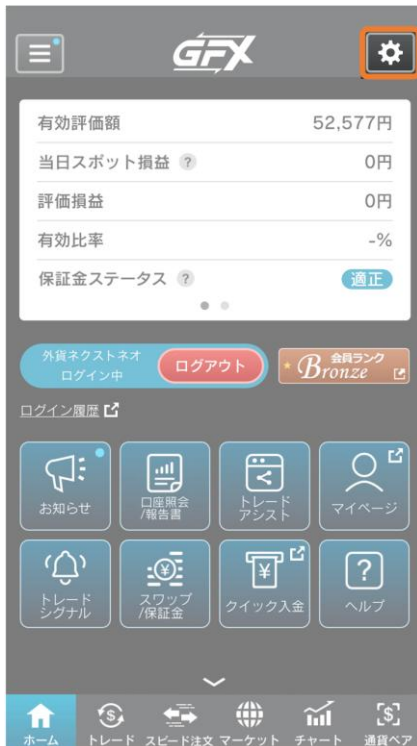 GFX
有効評価額 52,577円
当日スポット損益 ? 0円
評価損益 0円
有効比率 -%
保証金ステータス ? 適正
外貨ネクストネオ
ログイン中
ログアウト
会員ランク
Bronze
ログイン履歴
お知らせ
口座照会
/報告書
トレード
アシスト
マイページ
トレード
シグナル
スワップ
/保証金
クイック入金
ヘルプ
ホーム トレード スピード注文 マーケット チャート 通貨ペア